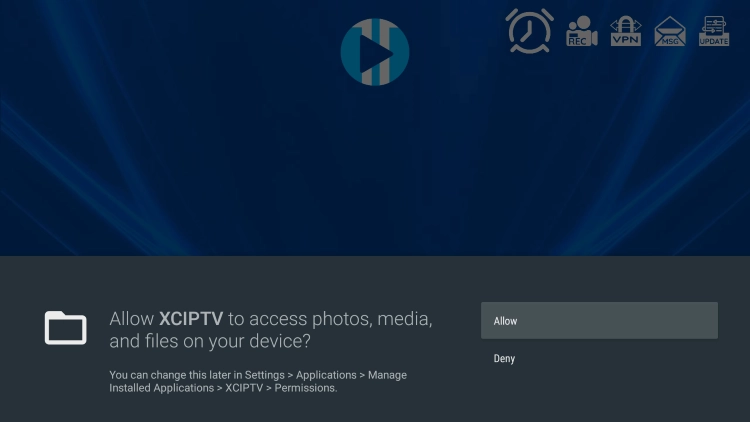 REC
VPN
MSG
UPDATE
Allow XCIPTV to access photos, media,
and files on your device?
You can change this later in Settings > Applications > Manage
Installed Applications > XCIPTV > Permissions.
Allow
Deny